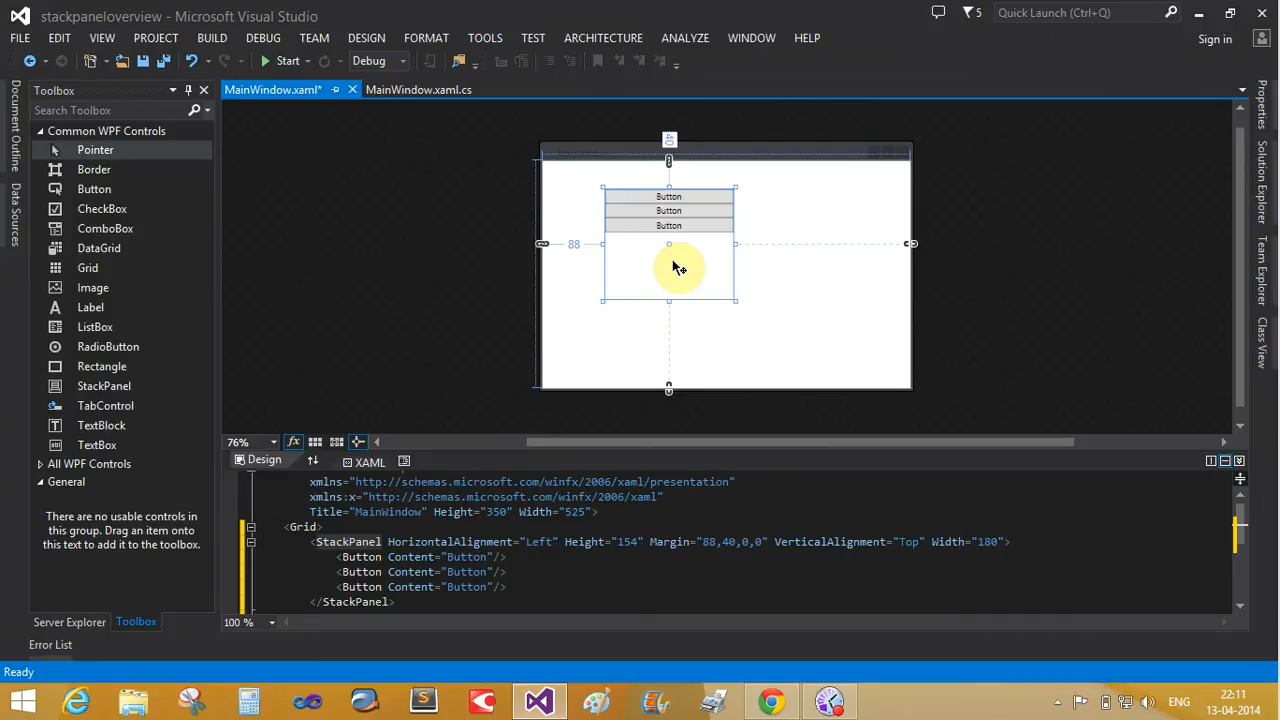 stackpaneloverview - Microsoft Visual Studio
5
Quick Launch (Ctrl+Q)
FILE EDIT VIEW PROJECT BUILD DEBUG TEAM FORMAT DESIGN TOOLS TEST ARCHITECTURE ANALYZE WINDOW HELP
Sign in
Start Debug
Document Outline
Data Sources
Toolbox
Search Toolbox
Common WPF Controls
Pointer
Border
Button
CheckBox
ComboBox
DataGrid
Grid
Image
Label
ListBox
RadioButton
Rectangle
StackPanel
TabControl
TextBlock
TextBox
All WPF Controls
General
There are no usable controls in
this group. Drag an item onto
this text to add it to the toolbox.
Server Explorer Toolbox
Error List
MainWindow.xaml* MainWindow.xaml.cs
40
Button
Button
Button
88
76%
fx
Design XAML
xmlns="http://schemas.microsoft.com/winfx/2006/xaml/presentation"
xmlns:x="http://schemas.microsoft.com/winfx/2006/xaml"
Title="MainWindow" Height="350" Width="525">
<Grid>
<StackPanel HorizontalAlignment="Left" Height="154" Margin="88,40,0,0" VerticalAlignment="Top" Width="180">
<Button Content="Button"/>
<Button Content="Button"/>
<Button Content="Button"/>
</StackPanel>
100 %
Properties
Solution Explorer
Team Explorer
Class View
Ready
ENG
22:11
13-04-2014